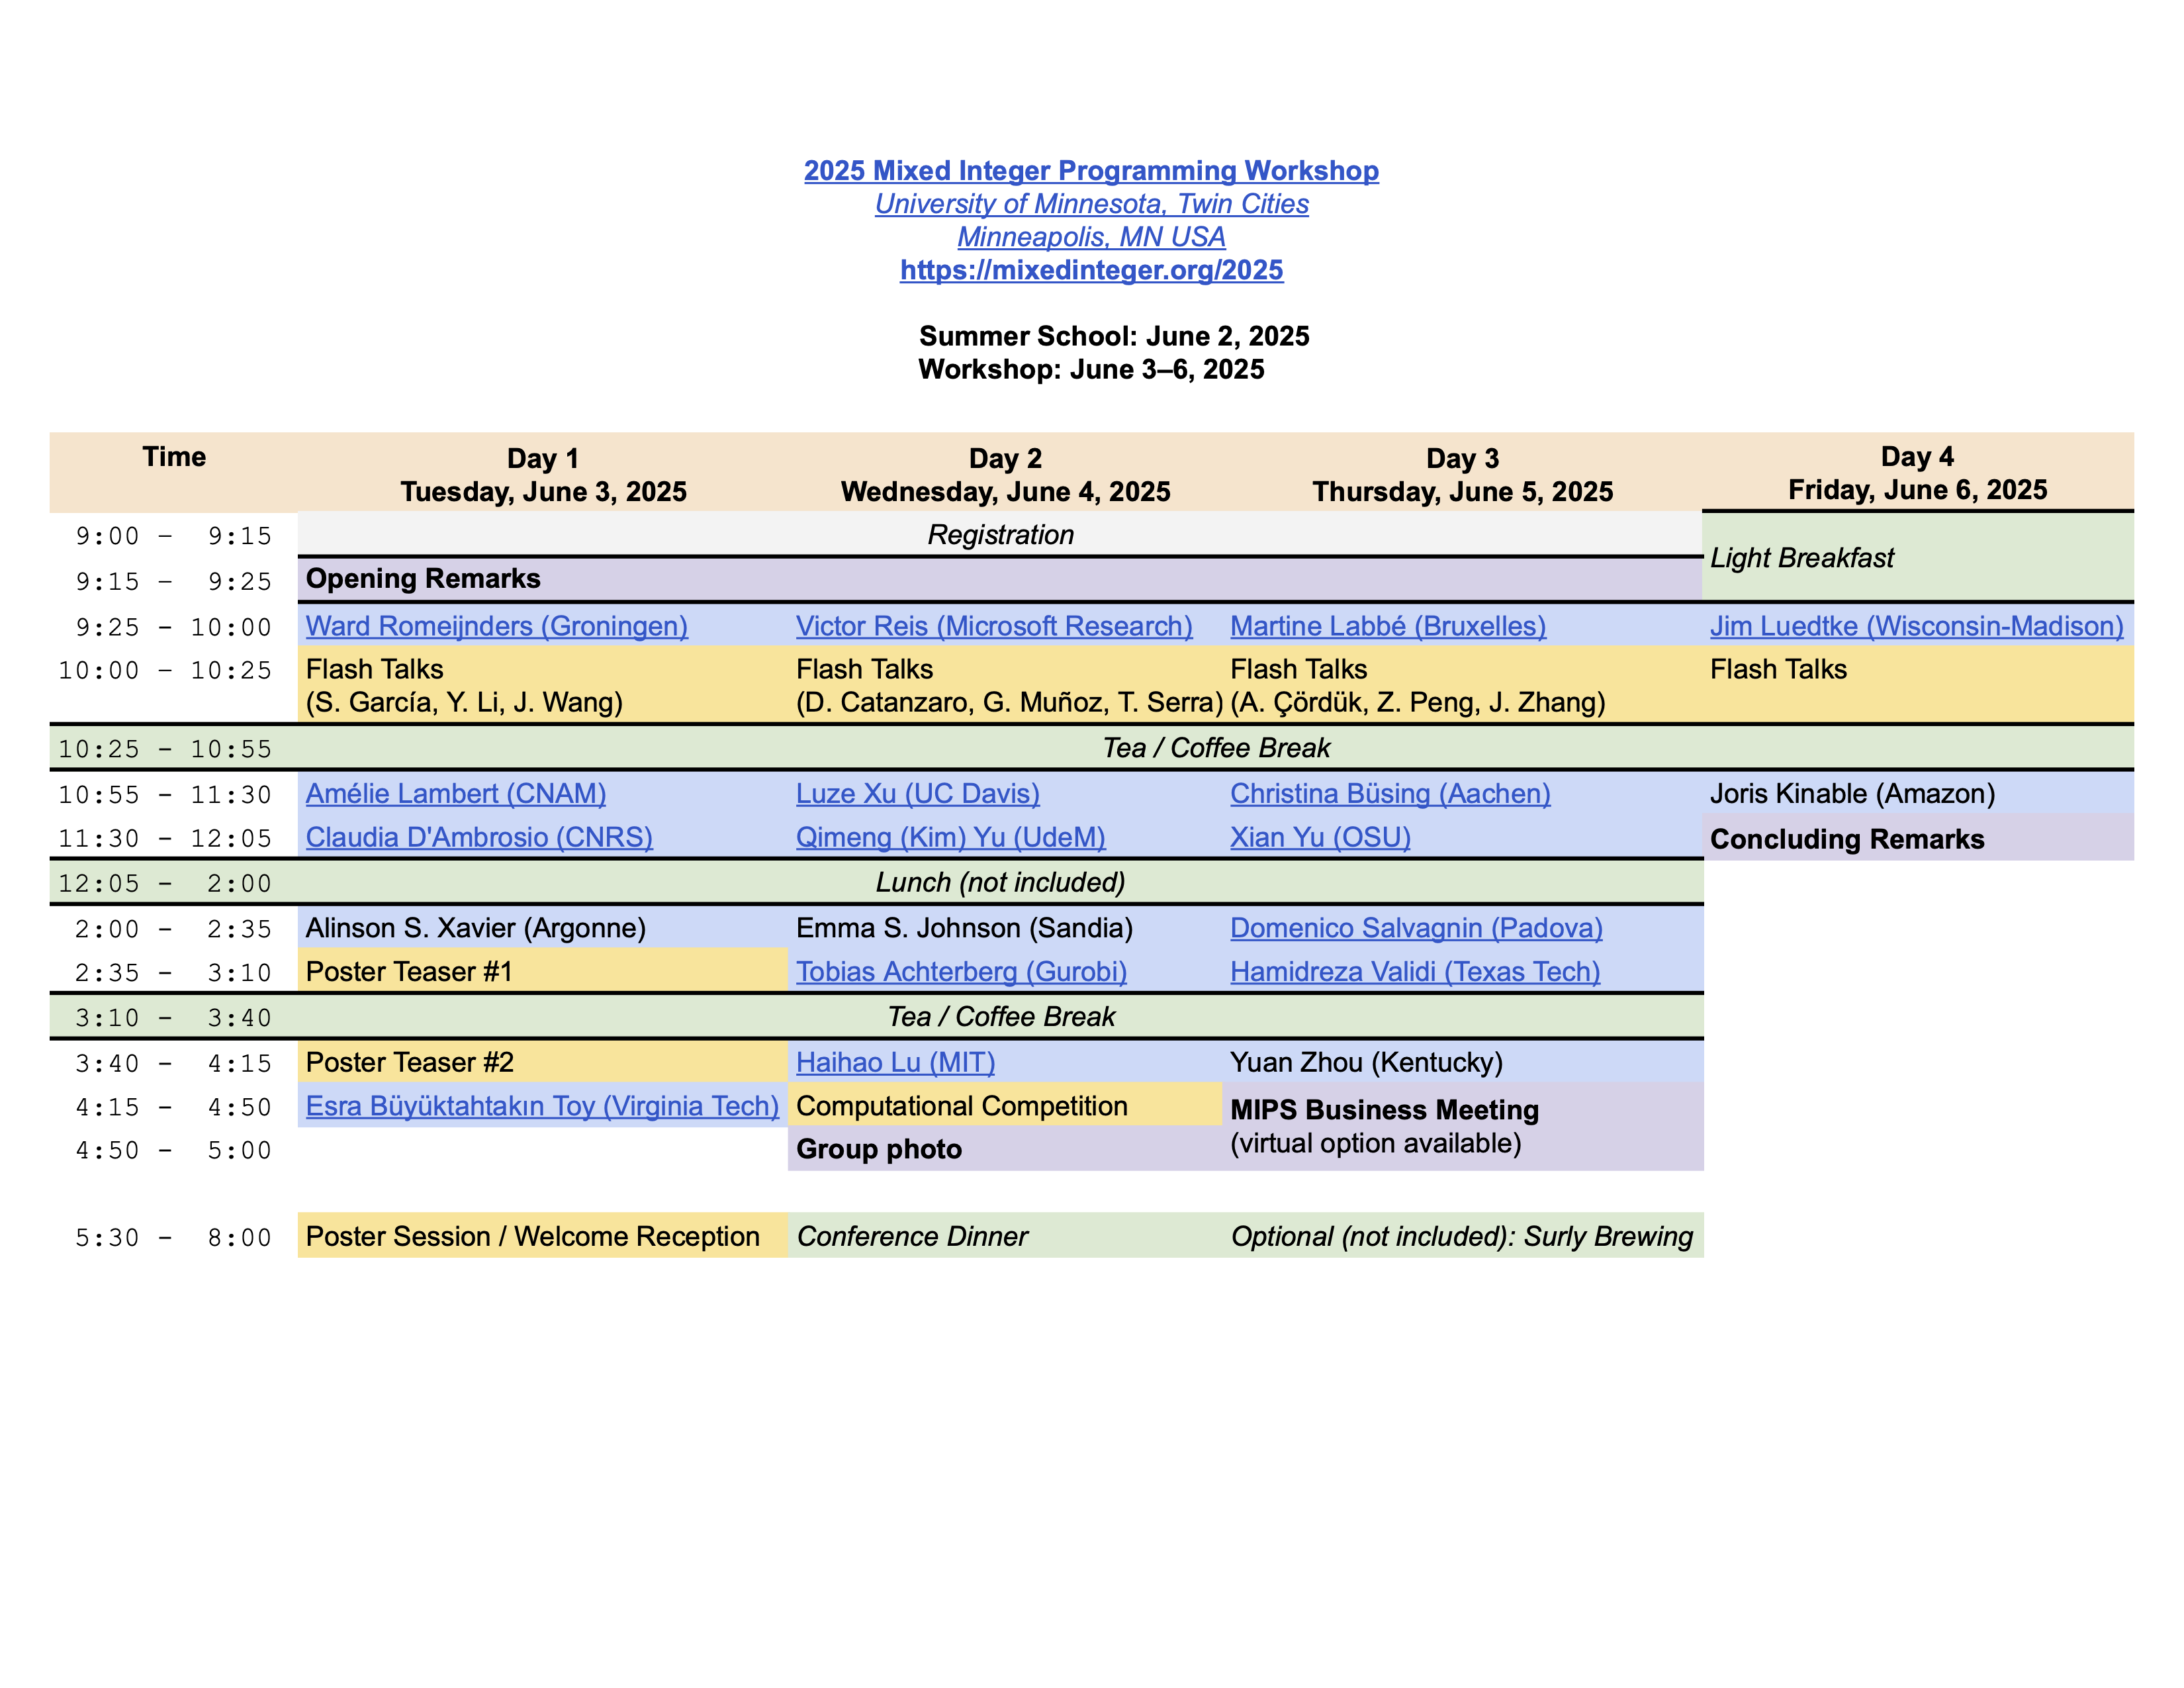 2025 Mixed Integer Programming Workshop
University of Minnesota, Twin Cities
Minneapolis, MN USA
https://mixedinteger.org/2025
Summer School: June 2, 2025
Workshop: June 3–6, 2025
Time Day 1 Day 2 Day 3 Day 4
Tuesday, June 3, 2025 Wednesday, June 4, 2025 Thursday, June 5, 2025 Friday, June 6, 2025
9:00 – 9:15 Registration
Light Breakfast
9:15 – 9:25 Opening Remarks
9:25 – 10:00 Ward Romeijnders (Groningen) Victor Reis (Microsoft Research) Martine Labbé (Bruxelles) Jim Luedtke (Wisconsin-Madison)
10:00 – 10:25 Flash Talks Flash Talks Flash Talks Flash Talks
(S. García, Y. Li, J. Wang) (D. Catanzaro, G. Muñoz, T. Serra) (A. Çördük, Z. Peng, J. Zhang)
10:25 – 10:55 Tea / Coffee Break
10:55 – 11:30 Amélie Lambert (CNAM) Luze Xu (UC Davis) Christina Büsing (Aachen) Joris Kinable (Amazon)
11:30 – 12:05 Claudia D'Ambrosio (CNRS) Qimeng (Kim) Yu (UdeM) Xian Yu (OSU) Concluding Remarks
12:05 – 2:00 Lunch (not included)
2:00 – 2:35 Alinson S. Xavier (Argonne) Emma S. Johnson (Sandia) Domenico Salvagnin (Padova)
2:35 – 3:10 Poster Teaser #1 Tobias Achterberg (Gurobi) Hamidreza Validi (Texas Tech)
3:10 – 3:40 Tea / Coffee Break
3:40 – 4:15 Poster Teaser #2 Haihao Lu (MIT) Yuan Zhou (Kentucky)
4:15 – 4:50 Esra Büyüktahtakın Toy (Virginia Tech) Computational Competition MIPS Business Meeting
4:50 – 5:00 Group photo (virtual option available)
5:30 – 8:00 Poster Session / Welcome Reception Conference Dinner Optional (not included): Surly Brewing